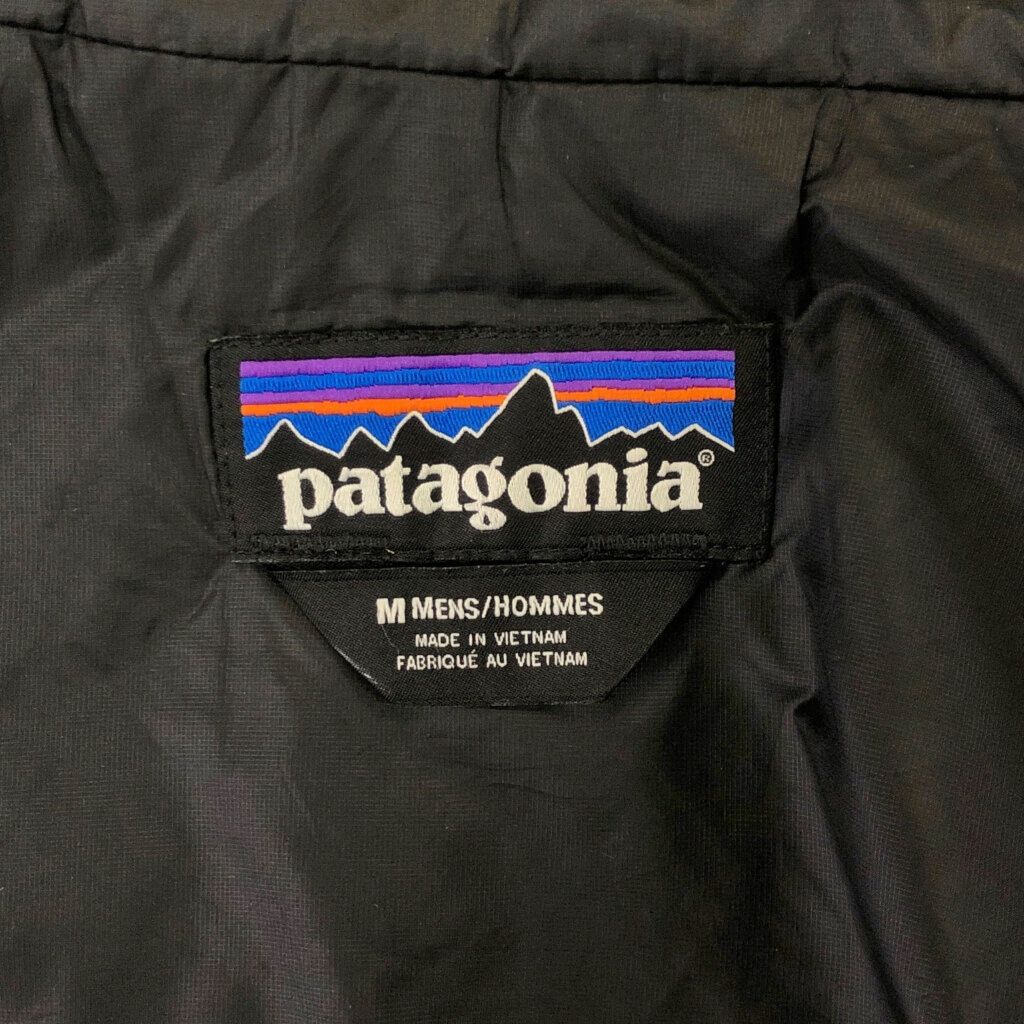 patagonia®
M MENS/HOMMES
MADE IN VIETNAM
FABRIQUÉ AU VIETNAM